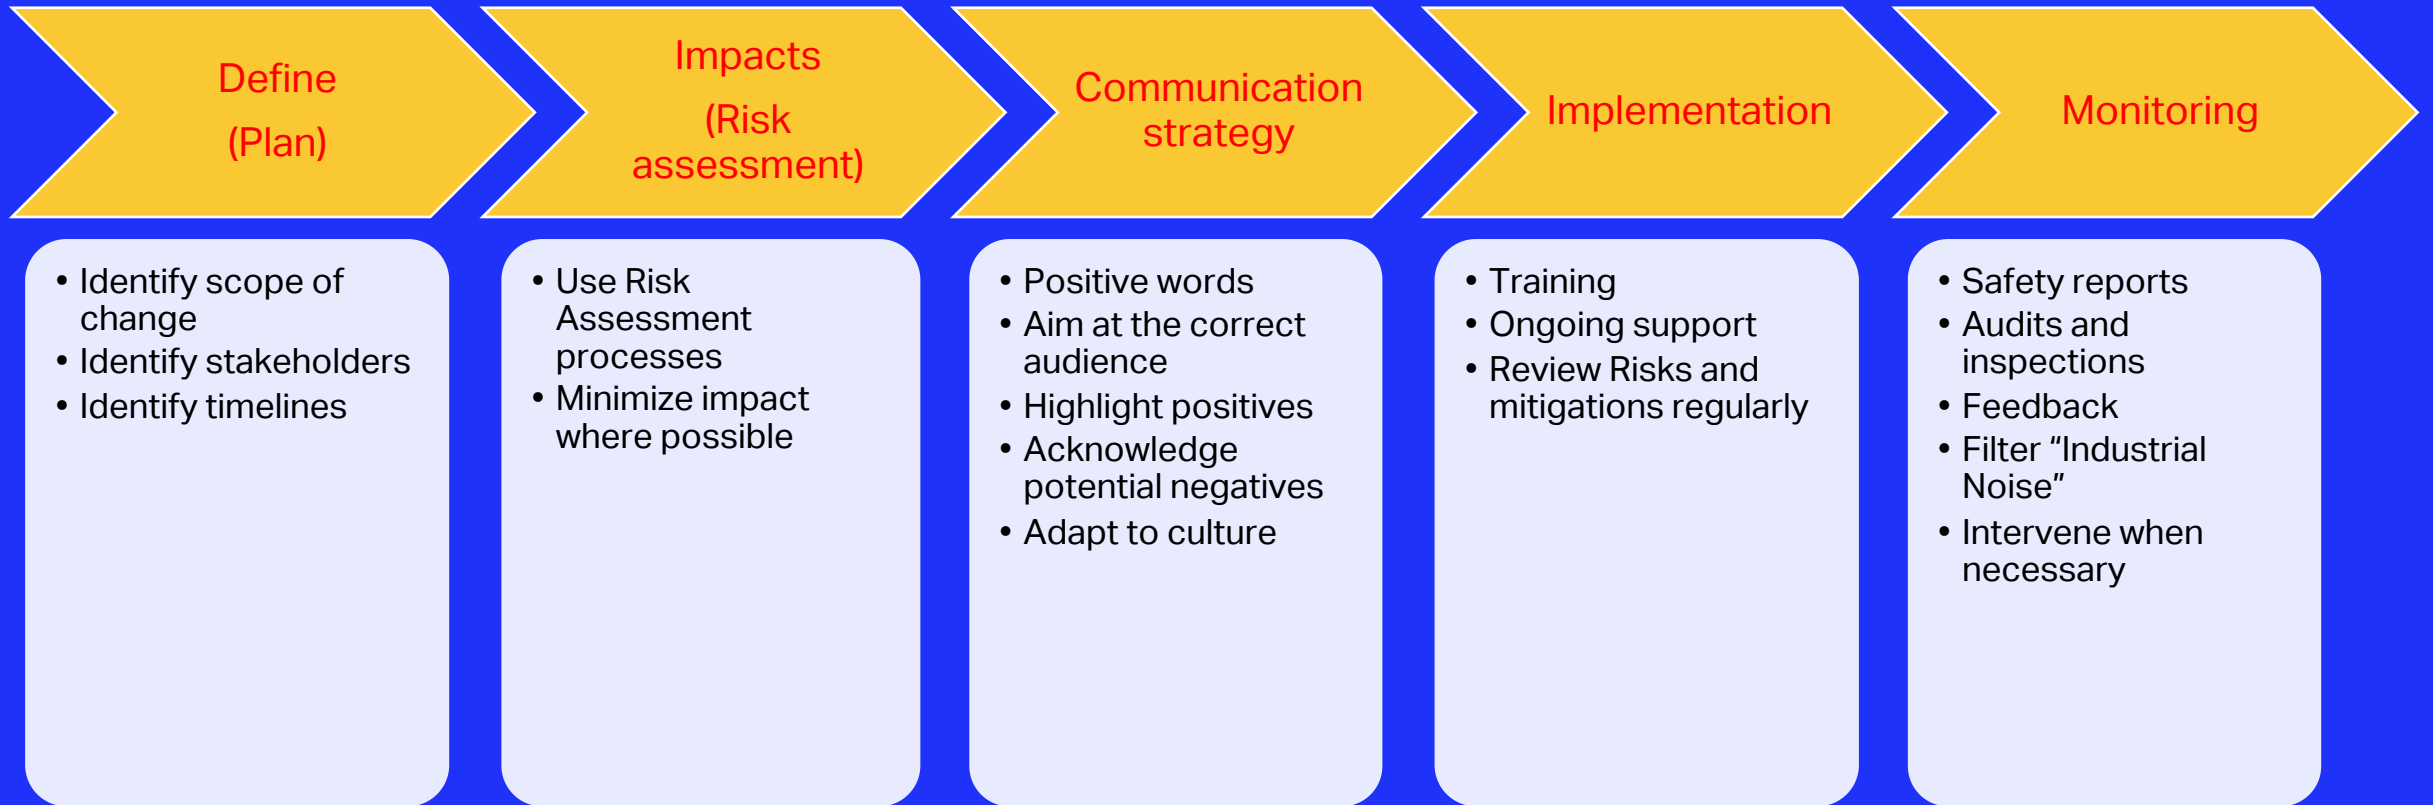 Define
(Plan)
Impacts
(Risk
assessment)
Communication
strategy
Implementation
Monitoring
• Identify scope of
change
• Identify stakeholders
• Identify timelines
• Use Risk
Assessment
processes
• Minimize impact
where possible
• Positive words
• Aim at the correct
audience
• Highlight positives
• Acknowledge
potential negatives
• Adapt to culture
• Training
• Ongoing support
• Review Risks and
mitigations regularly
• Safety reports
• Audits and
inspections
• Feedback
• Filter “Industrial
Noise”
• Intervene when
necessary